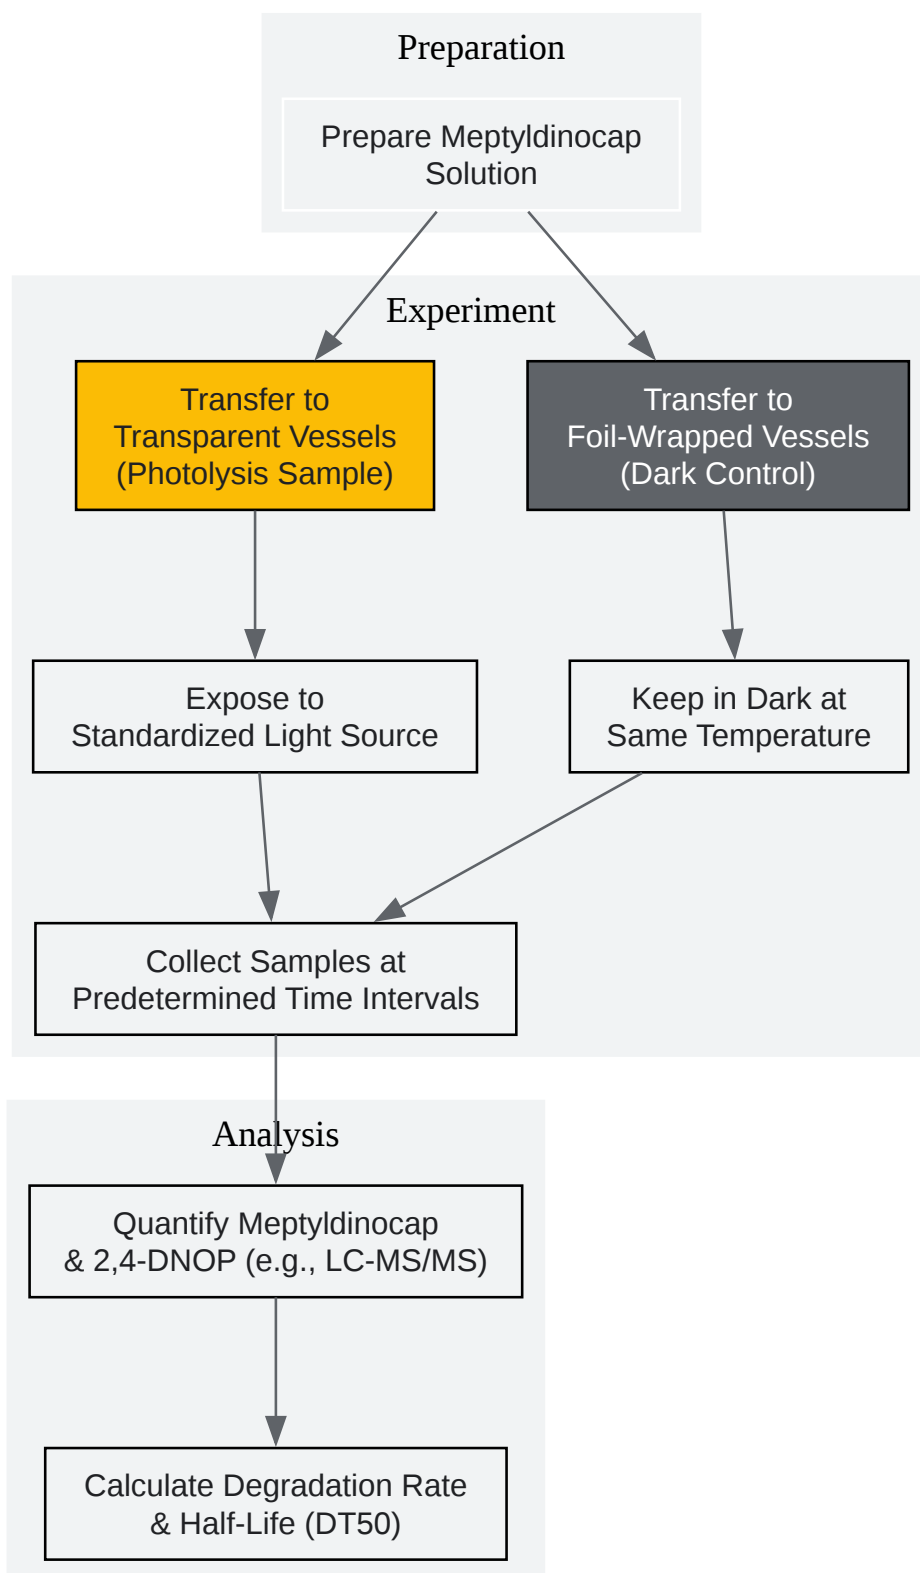 Preparation
Prepare Meptyldinocap
Solution
Experiment
Transfer to
Transparent Vessels
(Photolysis Sample)
Transfer to
Foil-Wrapped Vessels
(Dark Control)
Expose to
Standardized Light Source
Keep in Dark at
Same Temperature
Collect Samples at
Predetermined Time Intervals
Analysis
Quantify Meptyldinocap
& 2,4-DNOP (e.g., LC-MS/MS)
Calculate Degradation Rate
& Half-Life (DT50)